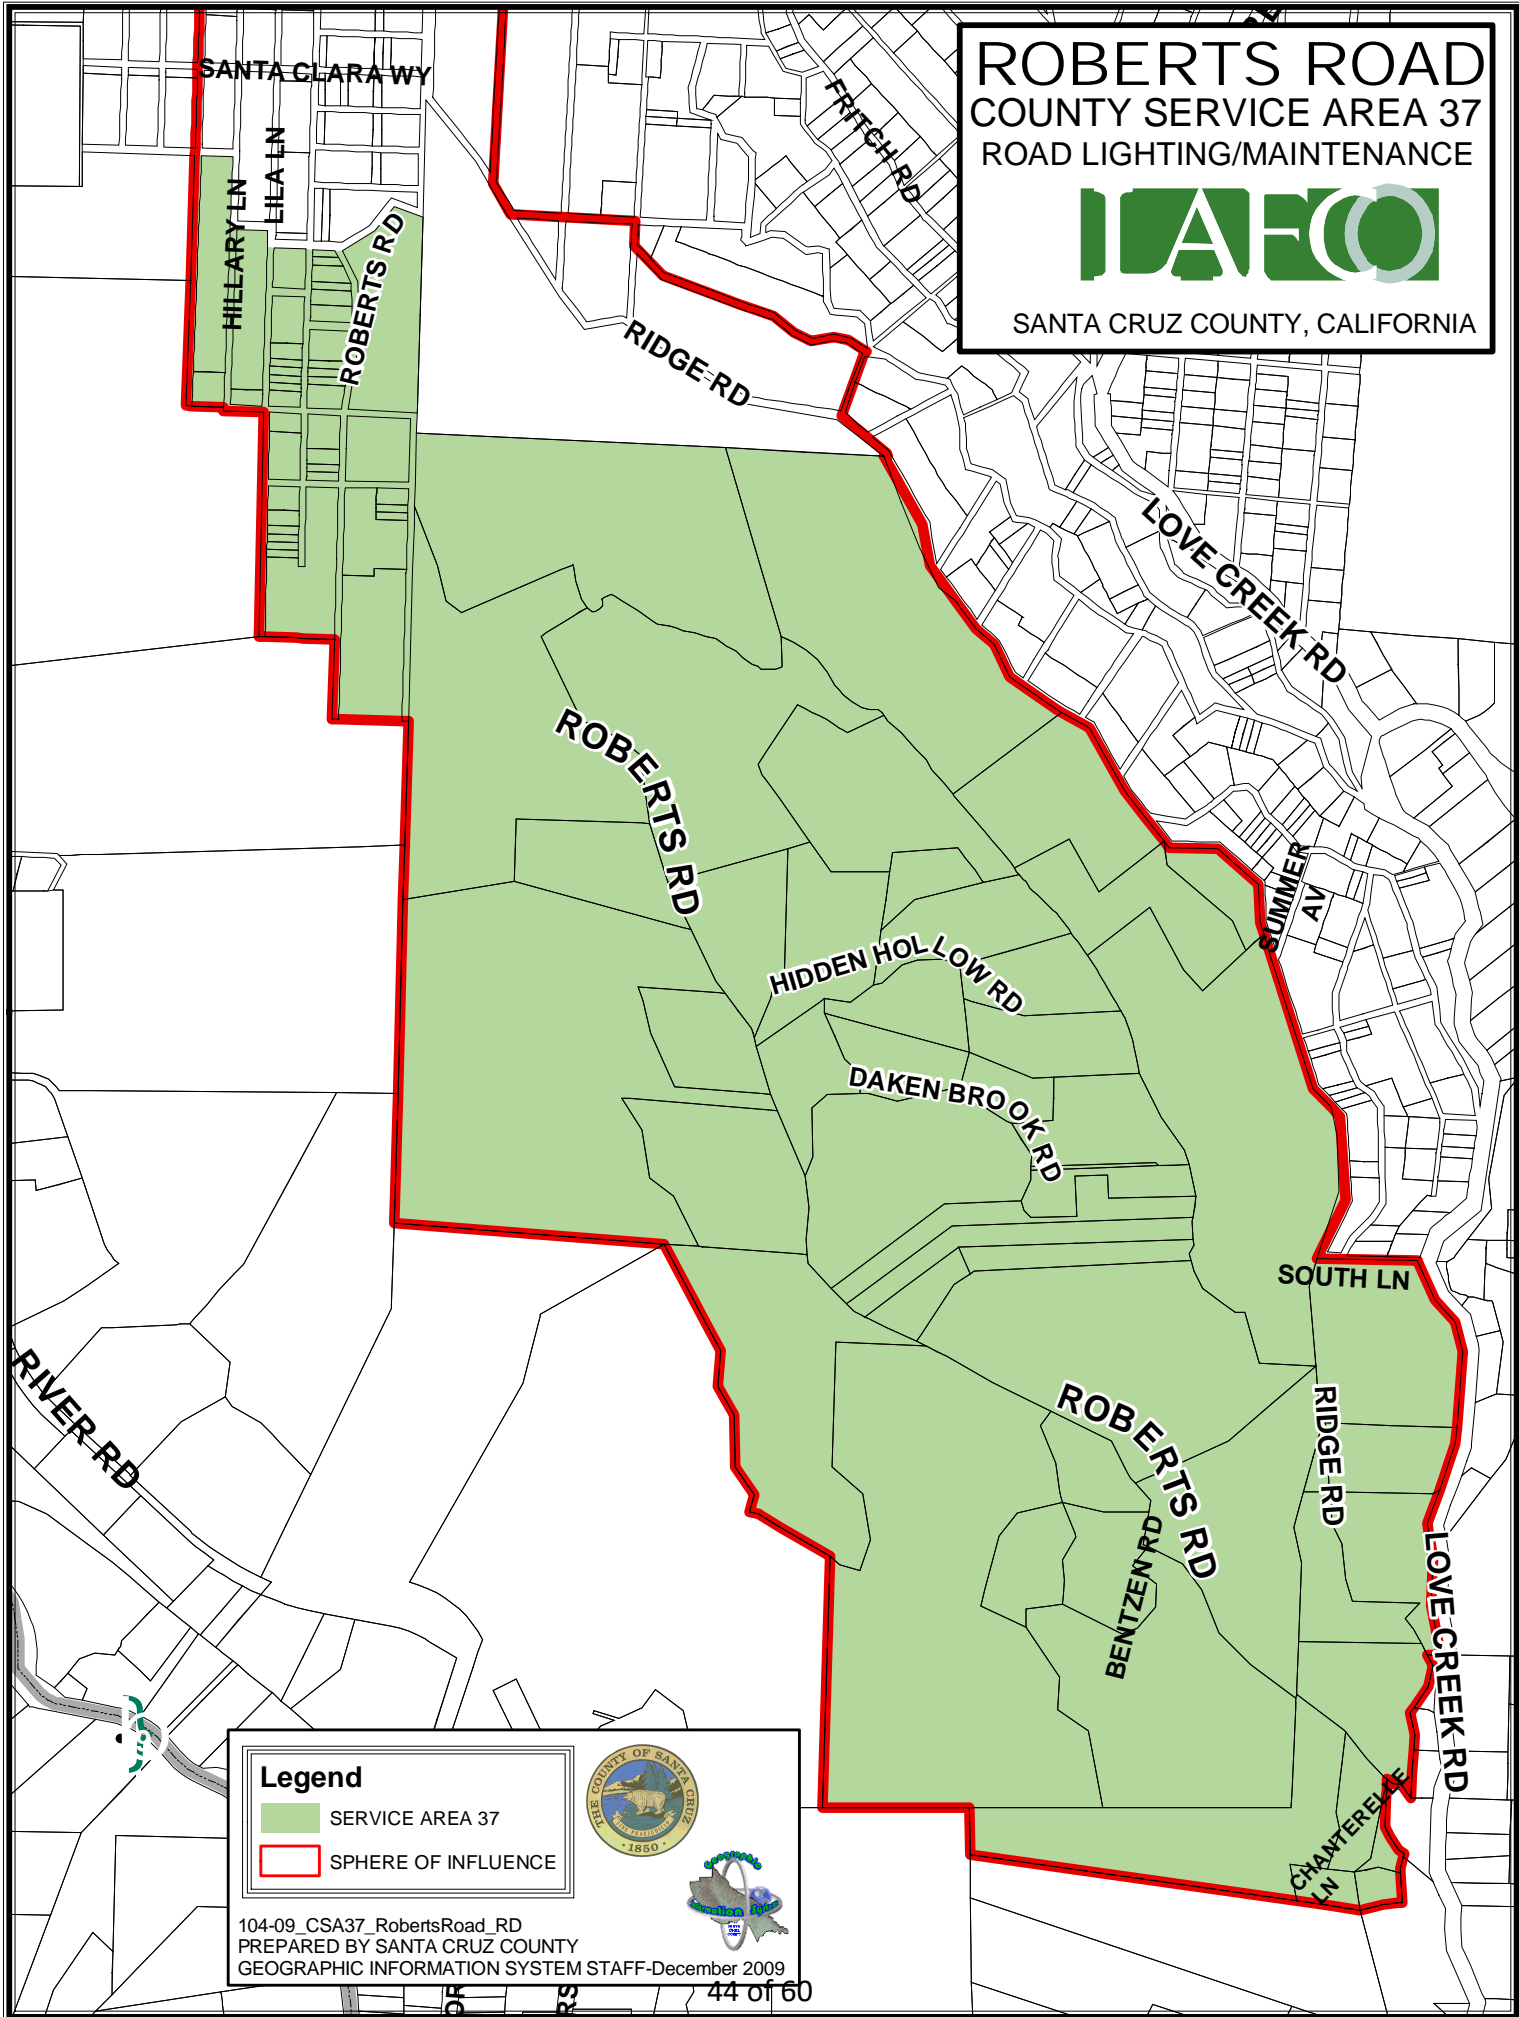 ROBERTS ROAD
COUNTY SERVICE AREA 37
ROAD LIGHTING/MAINTENANCE
LAFCO
SANTA CRUZ COUNTY, CALIFORNIA
SANTA CLARA WY
LILA LN
HILLARY LN
ROBERTS RD
FRITCH RD
RIDGE RD
LOVE CREEK RD
ROBERTS RD
SUMMER
AV
HIDDEN HOLLOW RD
DAKEN BROOK RD
SOUTH LN
RIVER RD
ROBERTS RD
RIDGE RD
BENTZEN RD
LOVE CREEK RD
CHANTERELLE
LN
Legend
SERVICE AREA 37
SPHERE OF INFLUENCE
THE COUNTY OF SANTA CRUZ
1850
Geographic
Information System
104-09_CSA37_RobertsRoad_RD
PREPARED BY SANTA CRUZ COUNTY
GEOGRAPHIC INFORMATION SYSTEM STAFF-December 2009
44 of 60